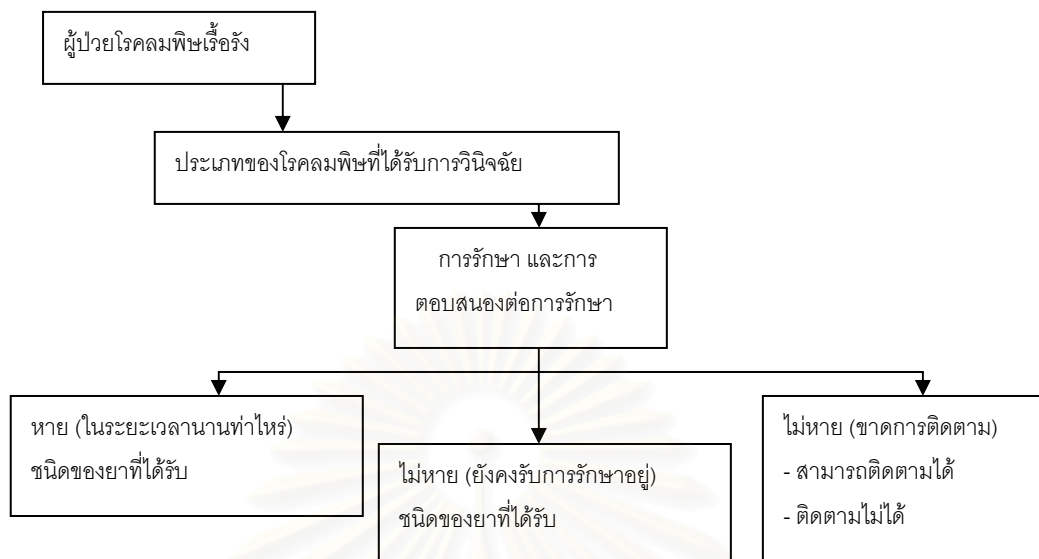 ผู้ป่วยโรคลมพิษเรื้อรัง
ประเภทของโรคลมพิษที่ได้รับการวินิจฉัย
การรักษา และการ
ตอบสนองต่อการรักษา
หาย (ในระยะเวลานานท่าไหร่)
ชนิดของยาที่ได้รับ
ไม่หาย (ยังคงรับการรักษาอยู่)
ชนิดของยาที่ได้รับ
ไม่หาย (ขาดการติดตาม)
- สามารถติดตามได้
- ติดตามไม่ได้